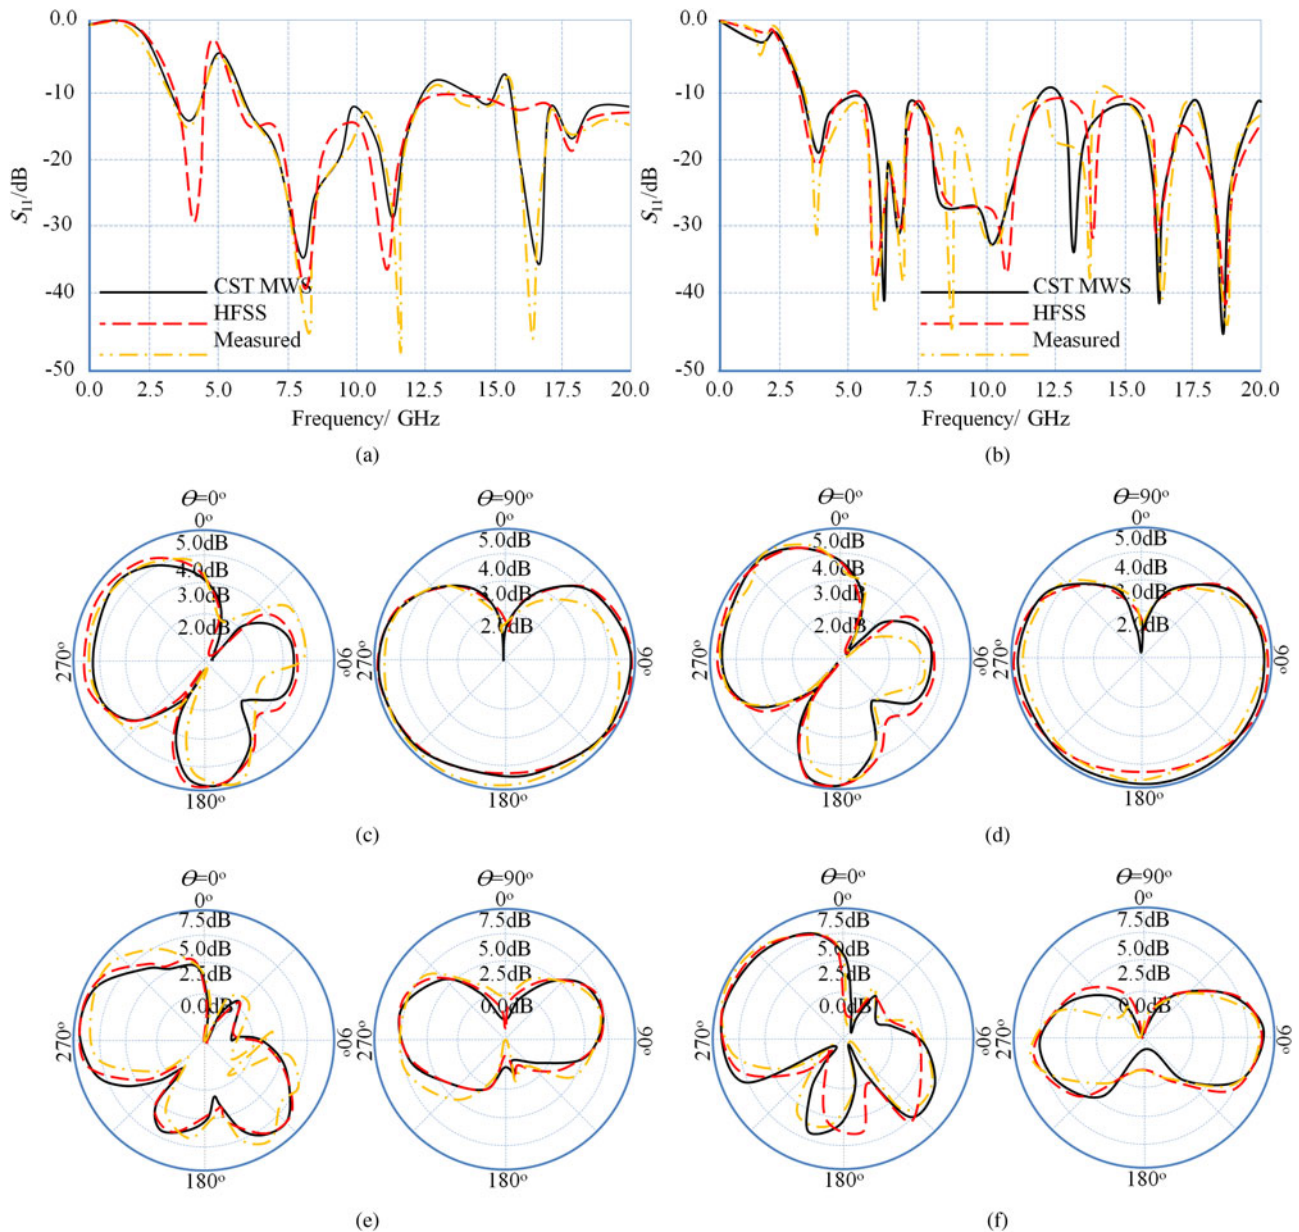 0.0
-10
-20
-30
-40
-50
S11/dB
CST MWS
HFSS
Measured
0.0 2.5 5.0 7.5 10.0 12.5 15.0 17.5 20.0
Frequency/ GHz
(a)
0.0
-10
-20
-30
-40
-50
S11/dB
CST MWS
HFSS
Measured
0.0 2.5 5.0 7.5 10.0 12.5 15.0 17.5 20.0
Frequency/ GHz
(b)
Θ=0°
0°
5.0dB
4.0dB
3.0dB
2.0dB
270°
90°
180°
Θ=90°
0°
5.0dB
4.0dB
3.0dB
2.0dB
270°
90°
180°
(c)
Θ=0°
0°
5.0dB
4.0dB
3.0dB
2.0dB
270°
90°
180°
Θ=90°
0°
5.0dB
4.0dB
3.0dB
2.0dB
270°
90°
180°
(d)
Θ=0°
0°
7.5dB
5.0dB
2.5dB
0.0dB
270°
90°
180°
Θ=90°
0°
7.5dB
5.0dB
2.5dB
0.0dB
270°
90°
180°
(e)
Θ=0°
0°
7.5dB
5.0dB
2.5dB
0.0dB
270°
90°
180°
Θ=90°
0°
7.5dB
5.0dB
2.5dB
0.0dB
270°
90°
180°
(f)